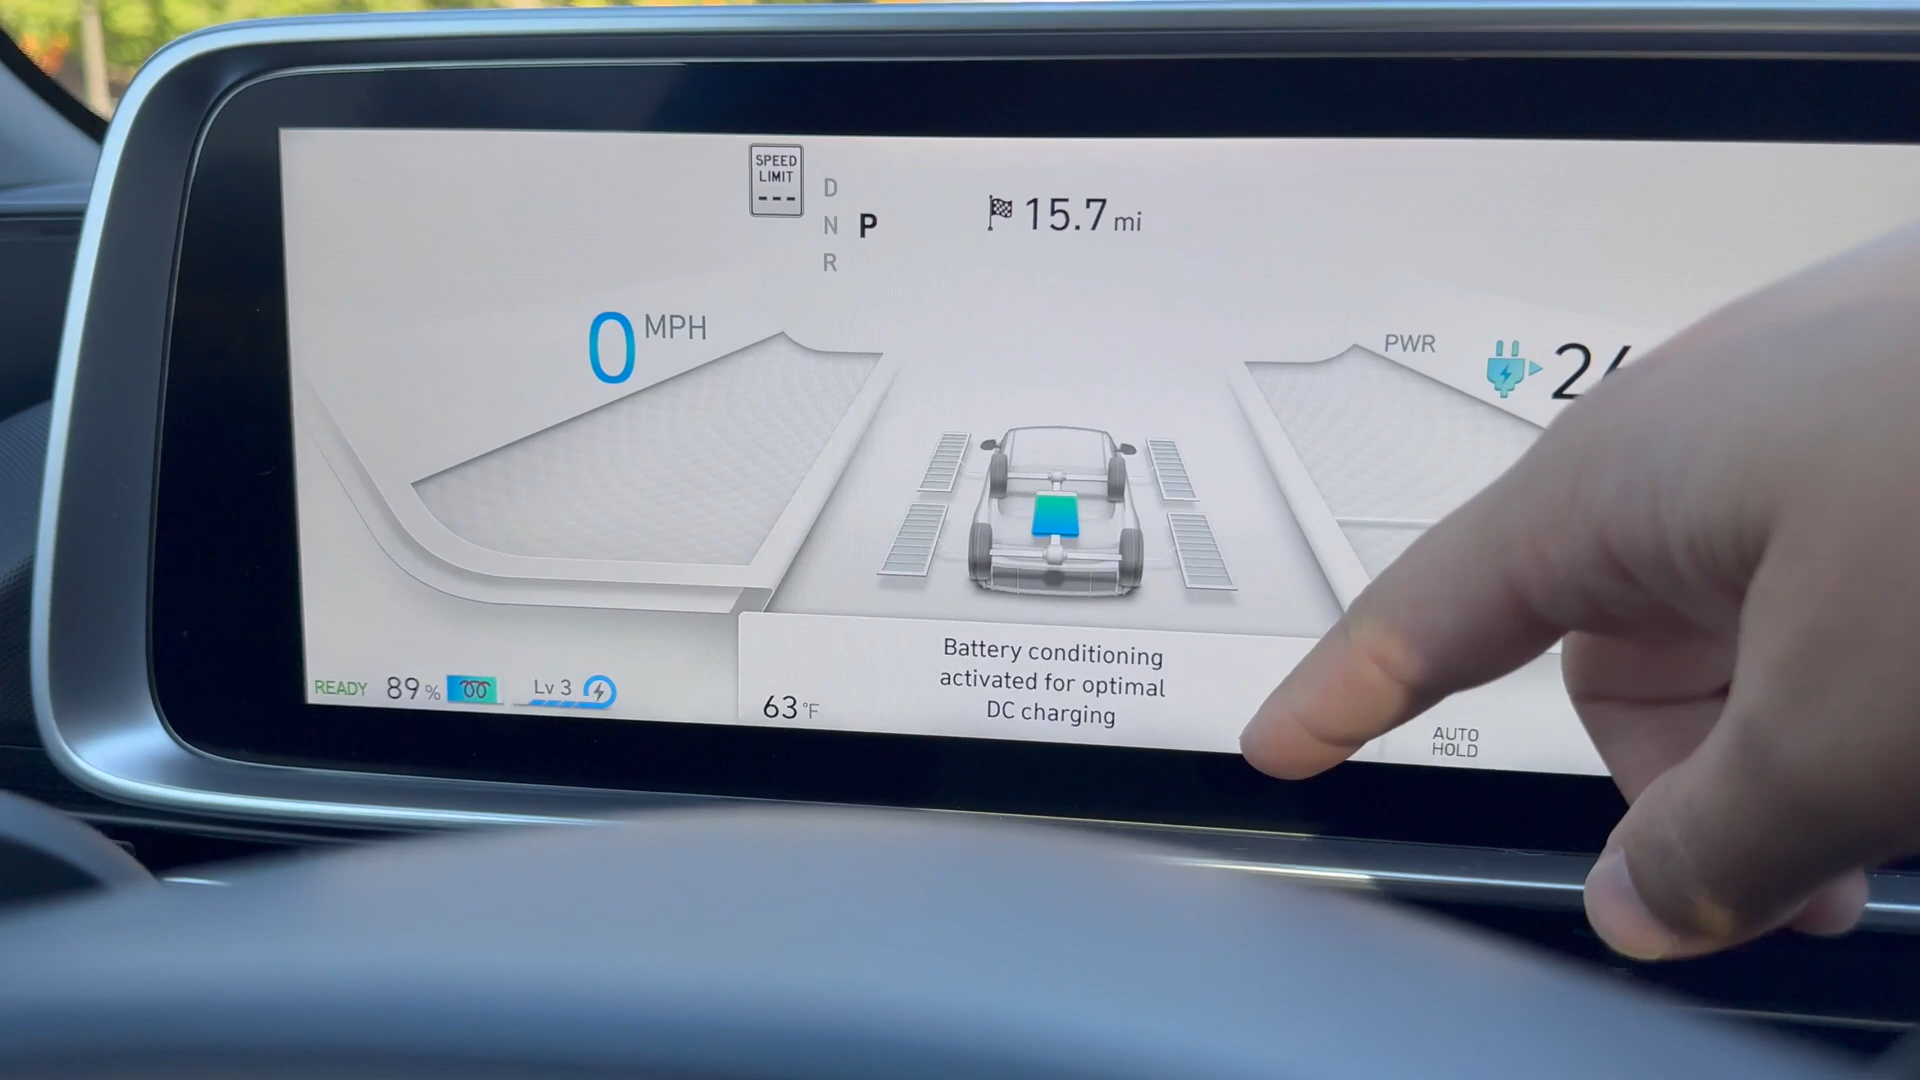 SPEED
LIMIT
---
D
N P
R
15.7 mi
0 MPH
PWR
Battery conditioning
activated for optimal
DC charging
READY 89% Lv 3
63°F
AUTO
HOLD